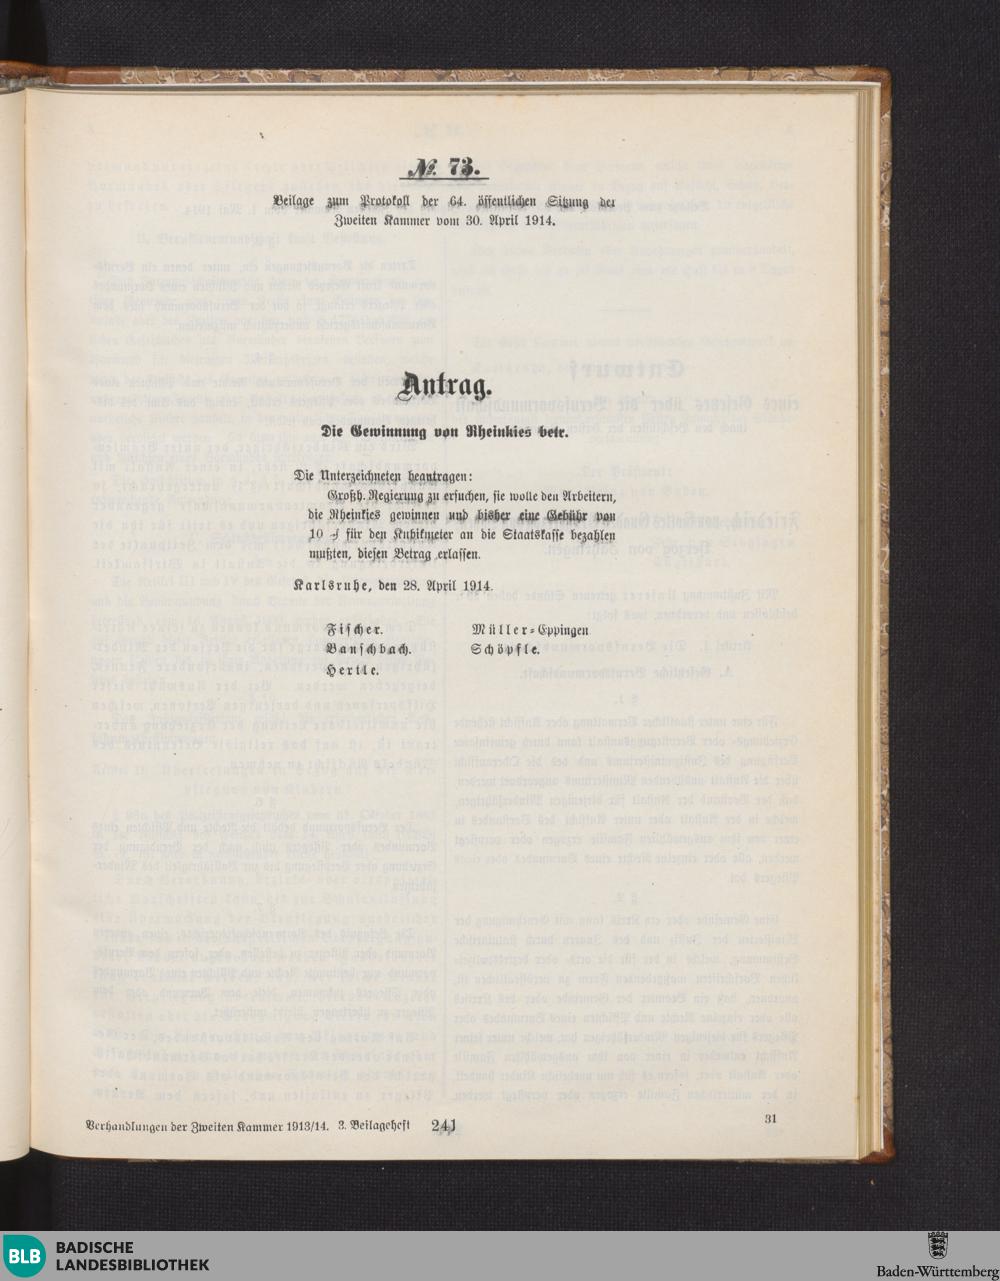 № 73.
Beilage zum Protokoll der 64. öffentlichen Sitzung der
Zweiten Kammer vom 30. April 1914.
Antrag.
Die Gewinnung von Rheinkies betr.
Die Unterzeichneten beantragen:
Großh. Regierung zu ersuchen, sie wolle den Arbeitern,
die Rheinkies gewinnen und bisher eine Gebühr von
10 ₰ für den Kubikmeter an die Staatskasse bezahlen
mußten, diesen Betrag erlassen.
Karlsruhe, den 28. April 1914.
Fischer. Müller-Eppingen
Banschbach. Schöpfle.
Hertle.
Verhandlungen der Zweiten Kammer 1913/14. 3. Beilageheft 241 31
BLB BADISCHE
LANDESBIBLIOTHEK
Baden-Württemberg